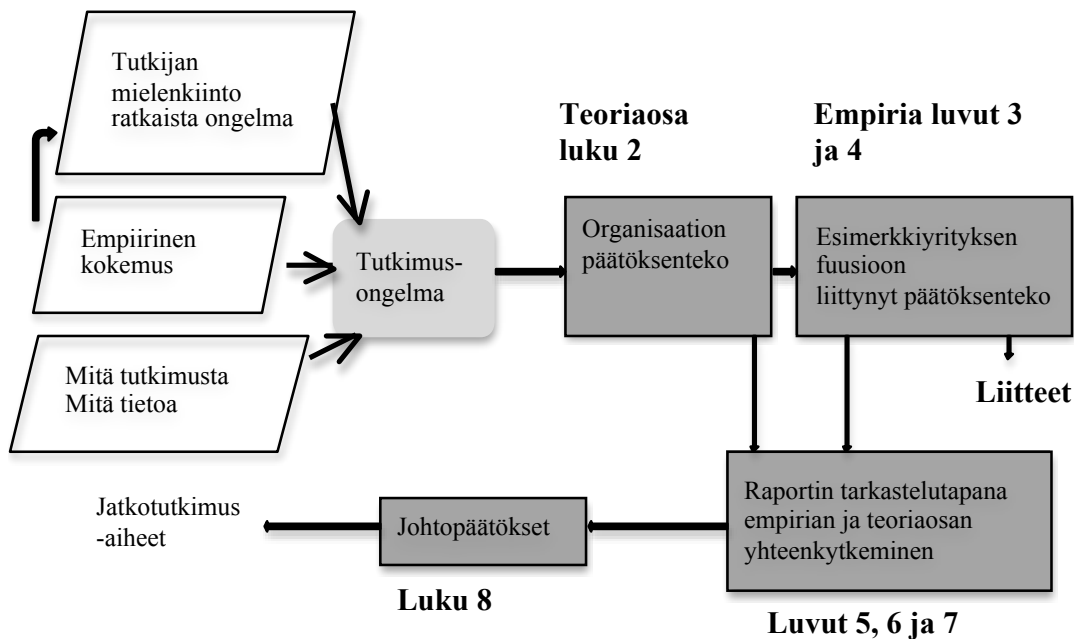 Tutkijan
mielenkiinto
ratkaista ongelma
Empiirinen
kokemus
Mitä tutkimusta
Mitä tietoa
Tutkimus-
ongelma
Teoriaosa
luku 2
Organisaation
päätöksenteko
Empiria luvut 3
ja 4
Esimerkkiyrityksen
fuusioon
liittynyt päätöksenteko
Liitteet
Raportin tarkastelutapana
empirian ja teoriaosan
yhteenkytkeminen
Luvut 5, 6 ja 7
Johtopäätökset
Luku 8
Jatkotutkimus
-aiheet